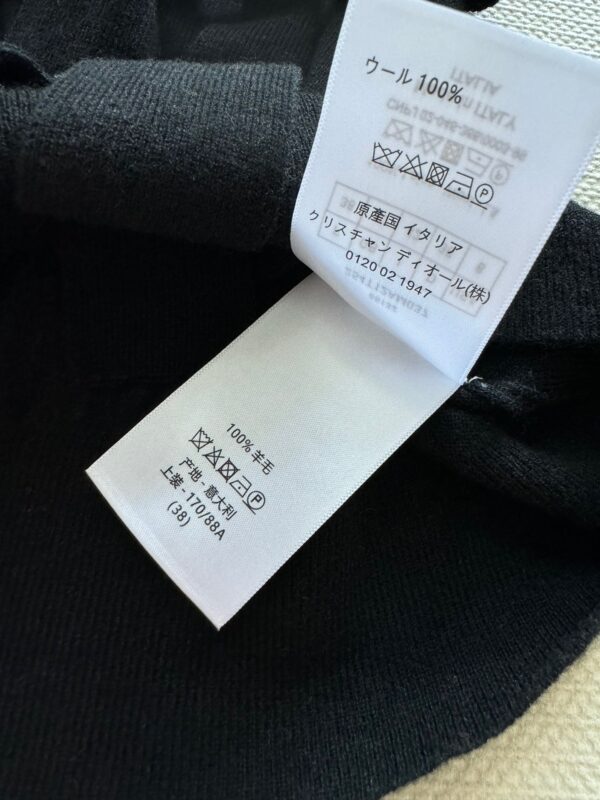 ウール 100%
原産国 イタリア
クリスチャン ディオール(株)
0120 02 1947
100% 羊毛
产地 - 意大利
上装 - 170/88A
(38)